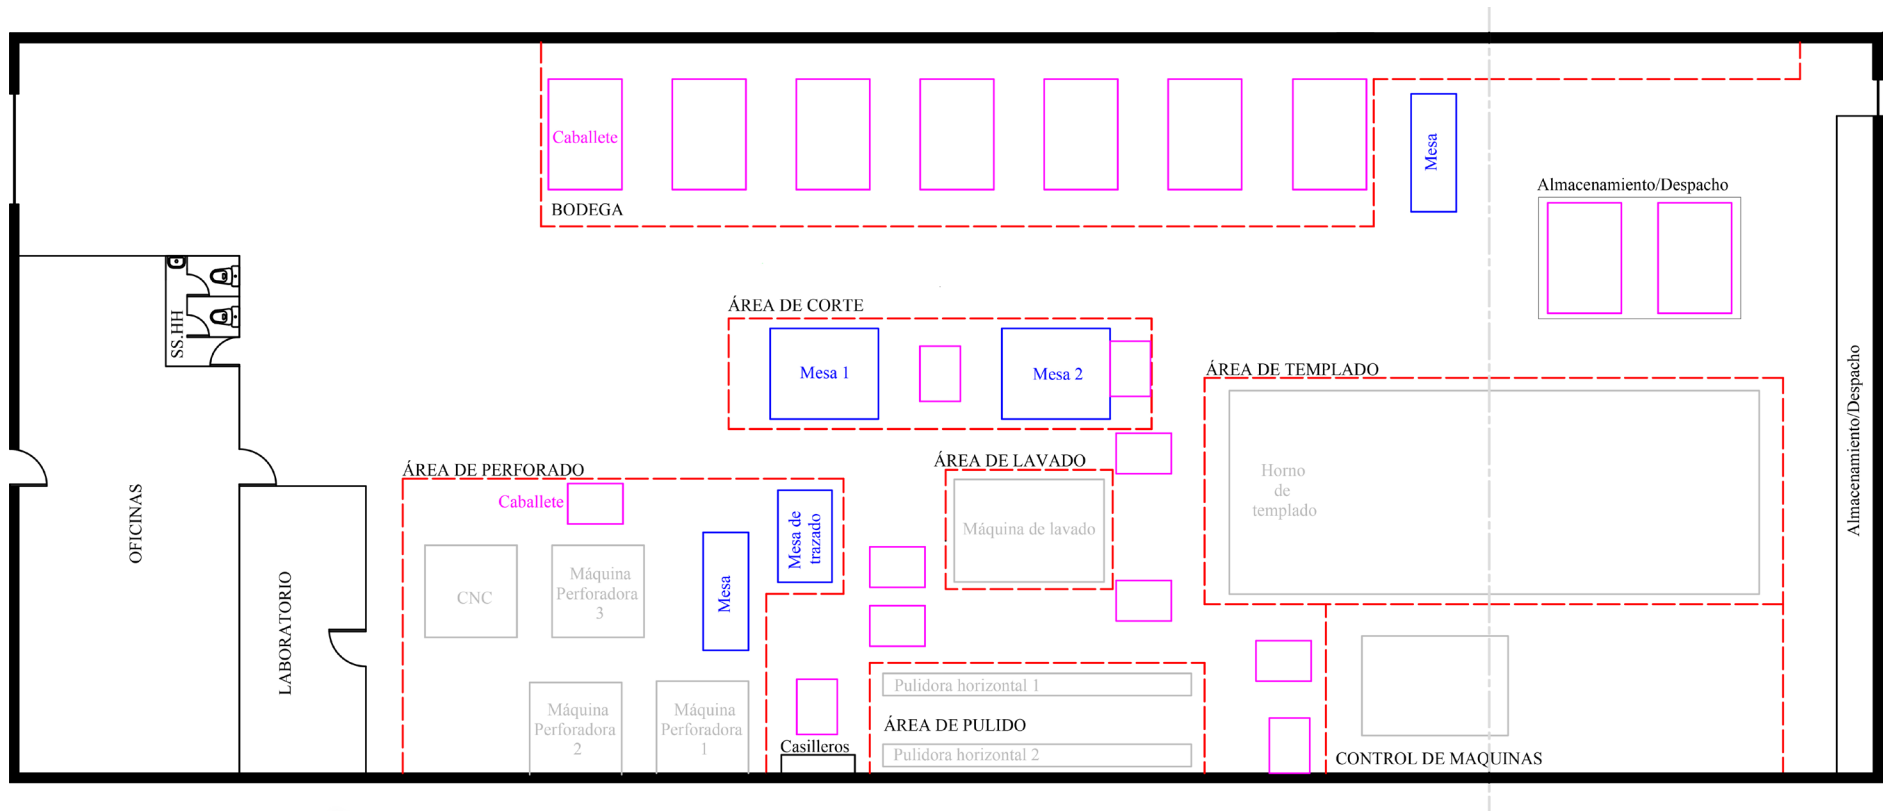 Caballete
BODEGA
Mesa
Almacenamiento/Despacho
SS.HH
ÁREA DE CORTE
Mesa 1
Mesa 2
ÁREA DE TEMPLADO
Horno
de
templado
Almacenamiento/Despacho
OFICINAS
LABORATORIO
ÁREA DE PERFORADO
Caballete
CNC
Máquina
Perforadora
3
Mesa
Mesa de
trazado
Máquina
Perforadora
2
Máquina
Perforadora
1
Casilleros
ÁREA DE LAVADO
Máquina de lavado
Pulidora horizontal 1
ÁREA DE PULIDO
Pulidora horizontal 2
CONTROL DE MAQUINAS